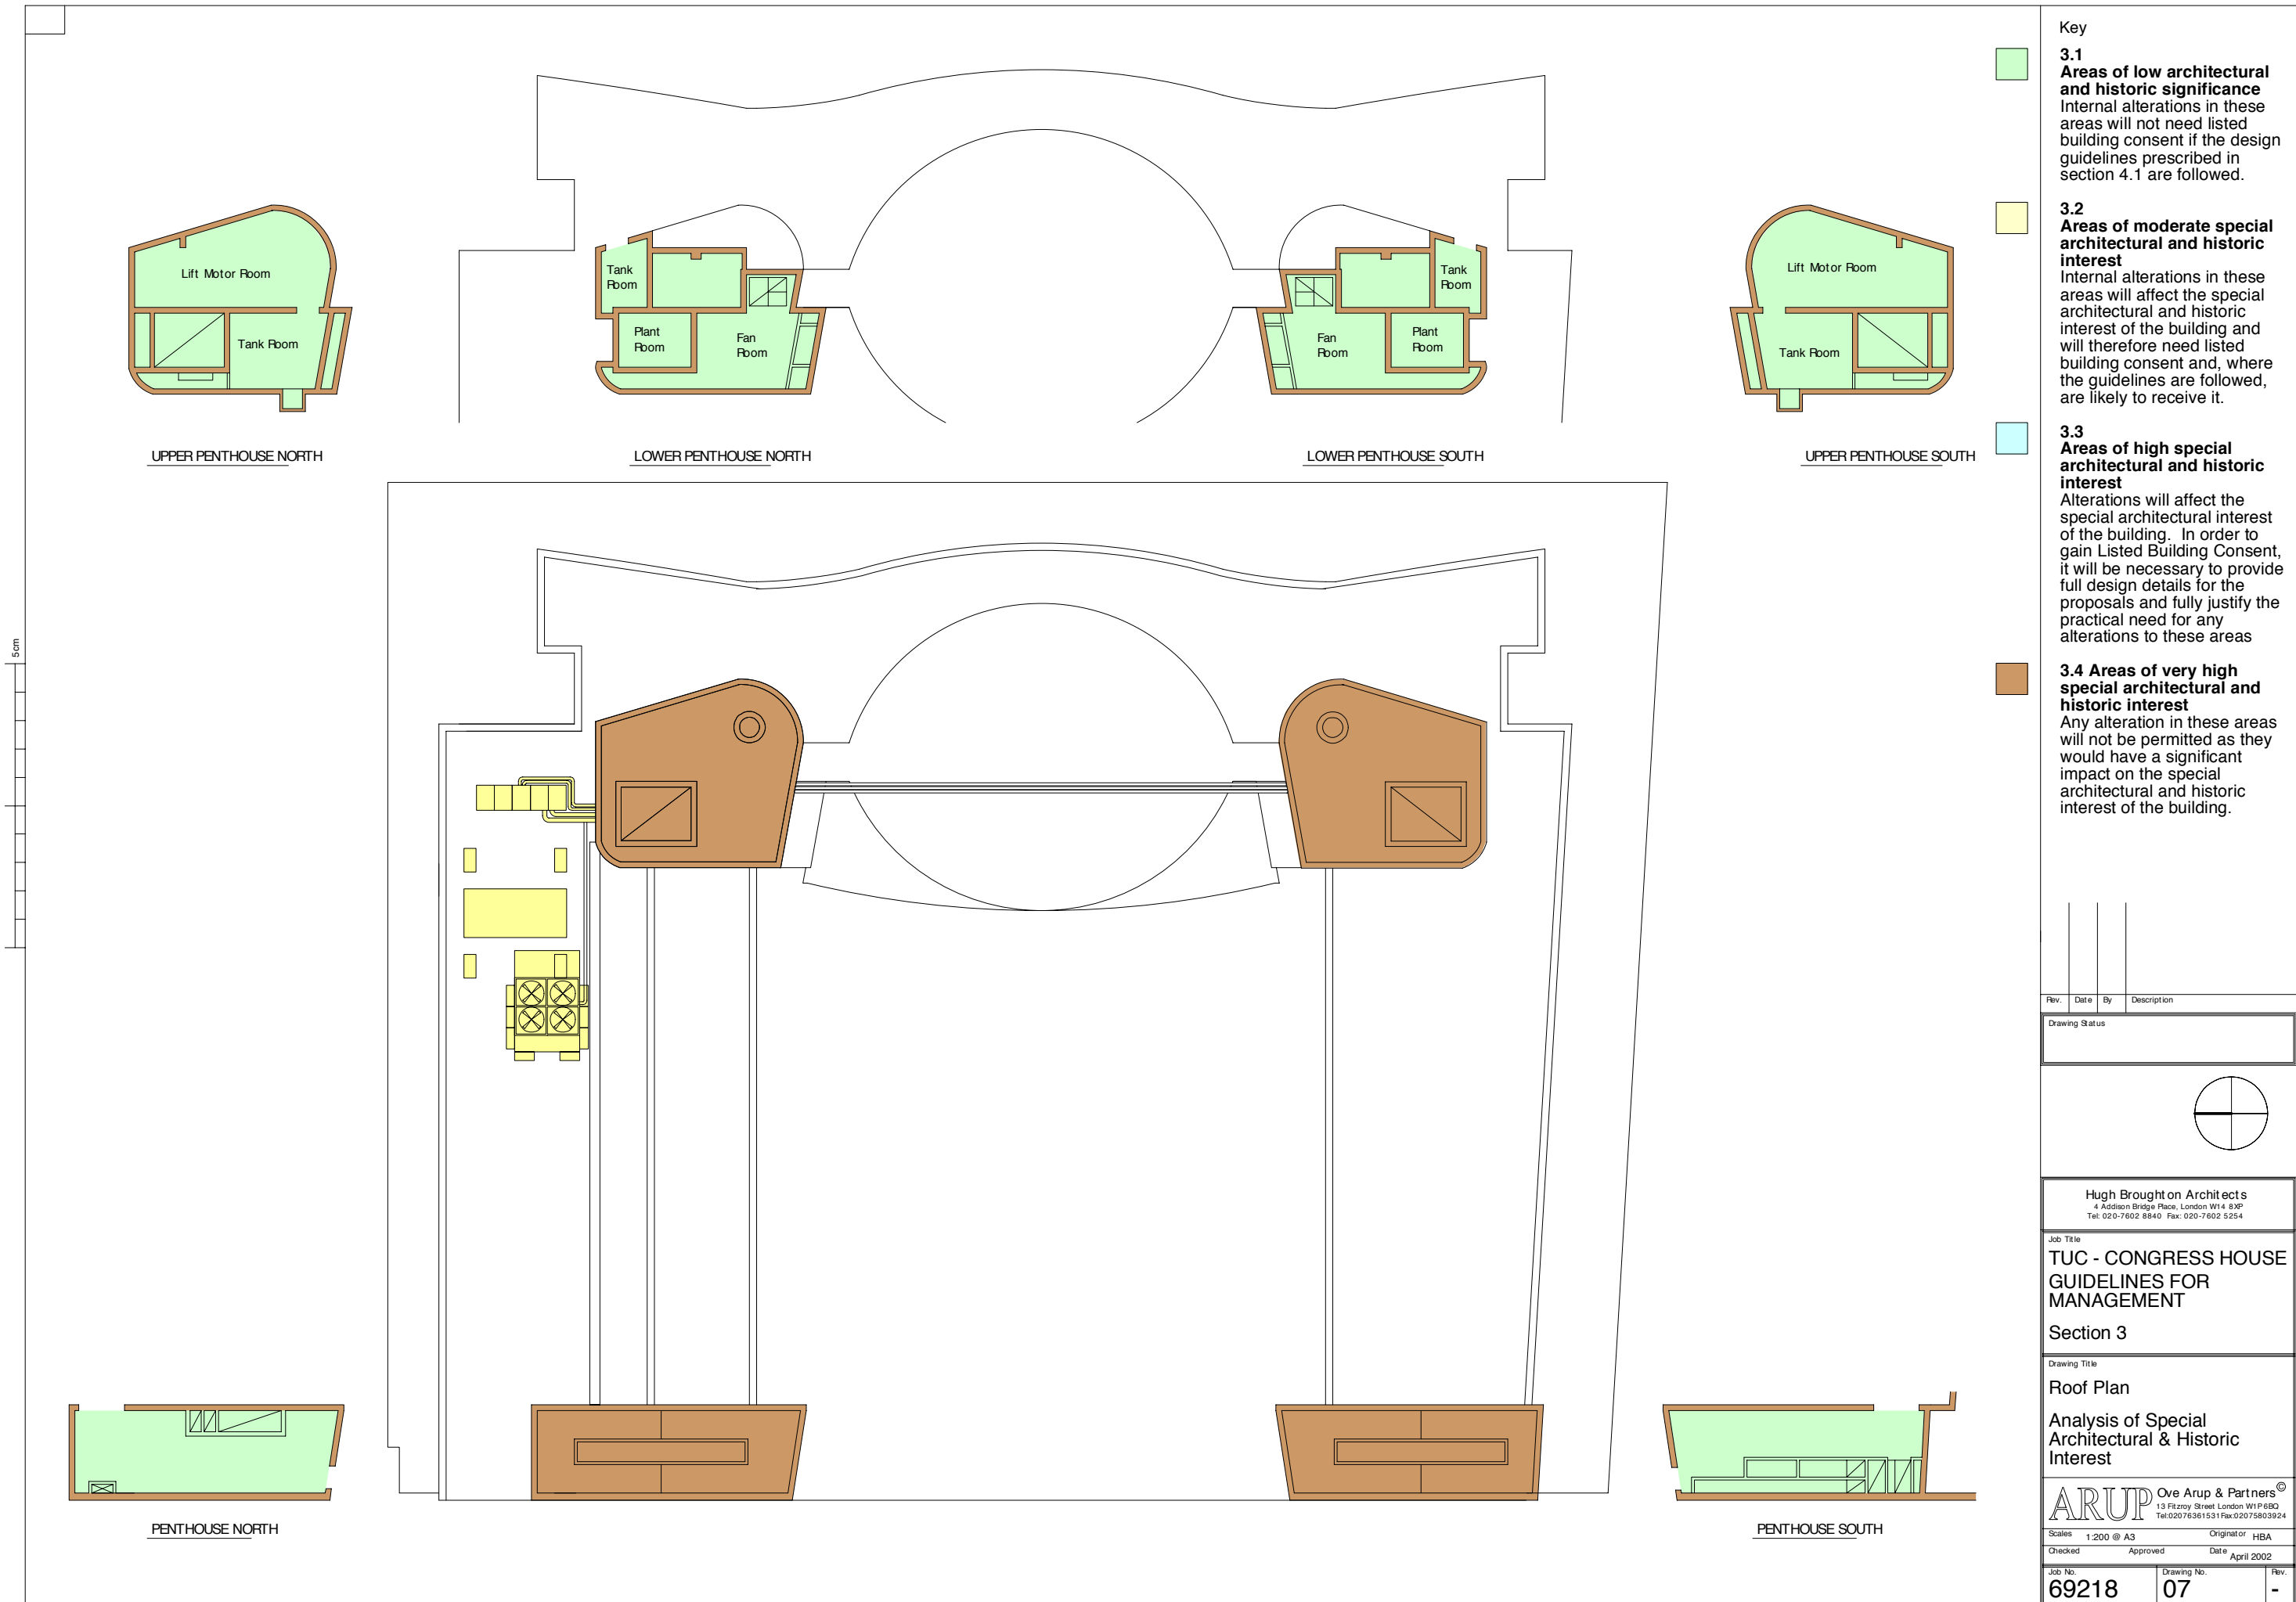 Key
3.1
Areas of low architectural
and historic significance
Internal alterations in these
areas will not need listed
building consent if the design
guidelines prescribed in
section 4.1 are followed.
3.2
Areas of moderate special
architectural and historic
interest
Internal alterations in these
areas will affect the special
architectural and historic
interest of the building and
will therefore need listed
building consent and, where
the guidelines are followed,
are likely to receive it.
3.3
Areas of high special
architectural and historic
interest
Alterations will affect the
special architectural interest
of the building. In order to
gain Listed Building Consent,
it will be necessary to provide
full design details for the
proposals and fully justify the
practical need for any
alterations to these areas
3.4 Areas of very high
special architectural and
historic interest
Any alteration in these areas
will not be permitted as they
would have a significant
impact on the special
architectural and historic
interest of the building.
Lift Motor Room
Tank Room
UPPER PENTHOUSE NORTH
Tank
Room
Plant
Room
Fan
Room
LOWER PENTHOUSE NORTH
Tank
Room
Fan
Room
Plant
Room
LOWER PENTHOUSE SOUTH
Lift Motor Room
Tank Room
UPPER PENTHOUSE SOUTH
5cm
PENTHOUSE NORTH
PENTHOUSE SOUTH
Rev. Date By Description
Drawing Status
Hugh Broughton Architects
4 Addison Bridge Place, London W14 8XP
Tel: 020-7602 8840 Fax: 020-7602 5254
Job Title
TUC - CONGRESS HOUSE
GUIDELINES FOR
MANAGEMENT
Section 3
Drawing Title
Roof Plan
Analysis of Special
Architectural & Historic
Interest
ARUP Ove Arup & Partners©
13 Fitzroy Street London W1P 6BQ
Tel:02076361531 Fax:02075803924
Scales 1:200 @ A3 Originator HBA
Checked Approved Date April 2002
Job No. Drawing No. Rev.
69218 07 -